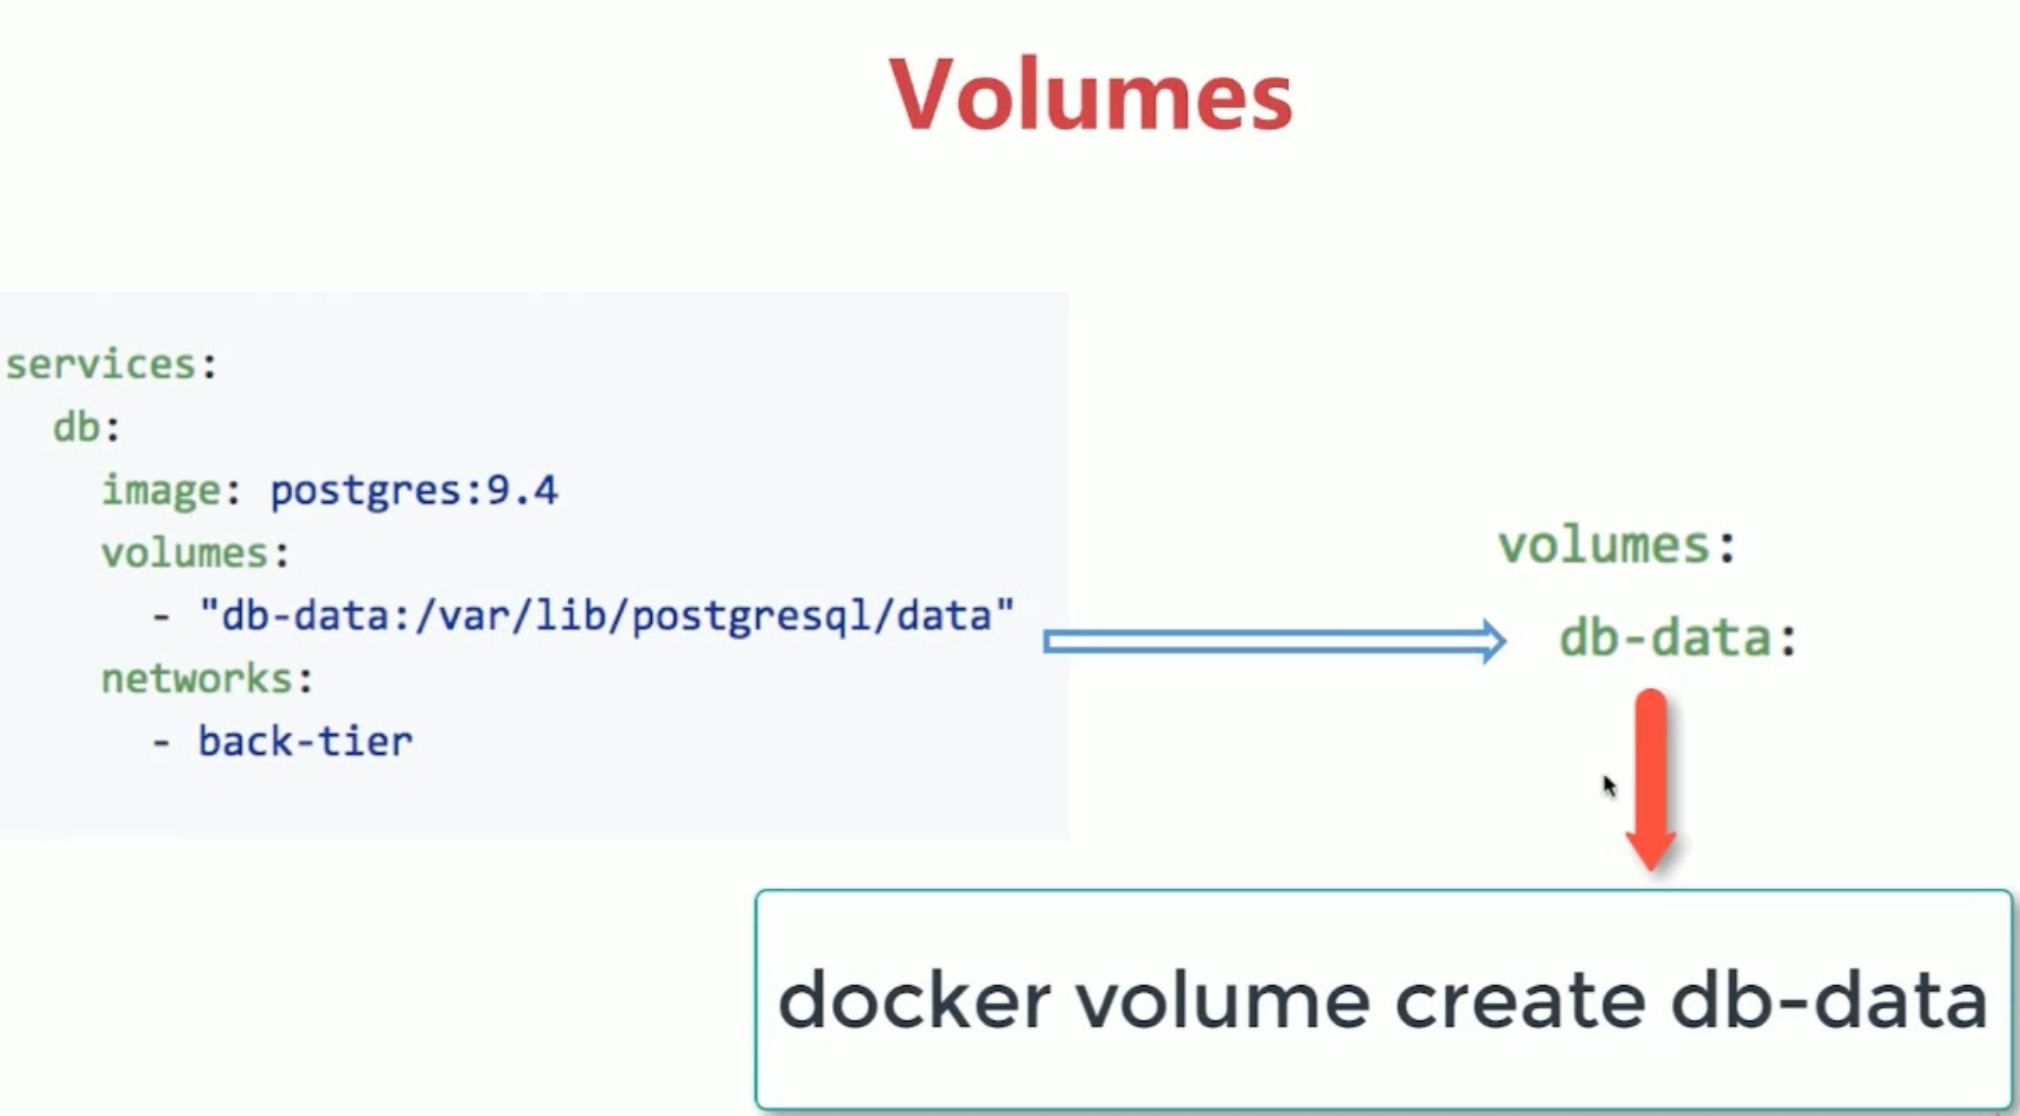 Volumes
services:
db:
image: postgres:9.4
volumes:
- "db-data:/var/lib/postgresql/data"
networks:
- back-tier
volumes:
db-data:
docker volume create db-data